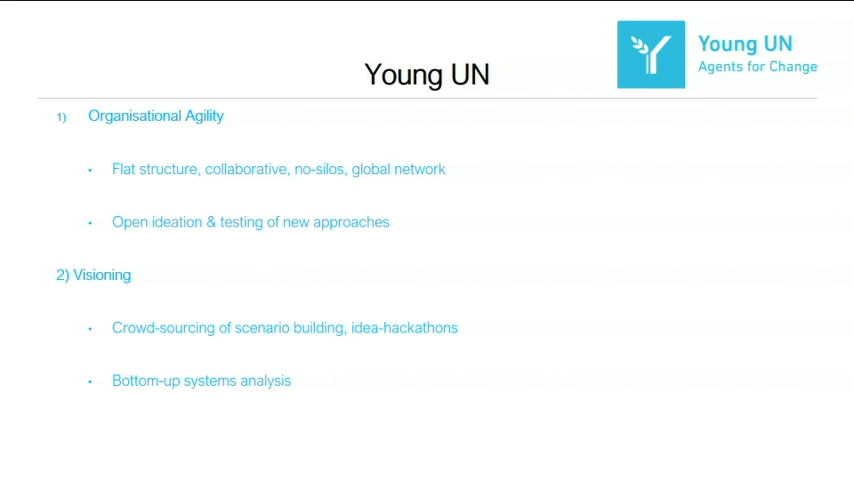 Young UN
Agents for Change
Young UN
1) Organisational Agility
• Flat structure, collaborative, no-silos, global network
• Open ideation & testing of new approaches
2) Visioning
• Crowd-sourcing of scenario building, idea-hackathons
• Bottom-up systems analysis